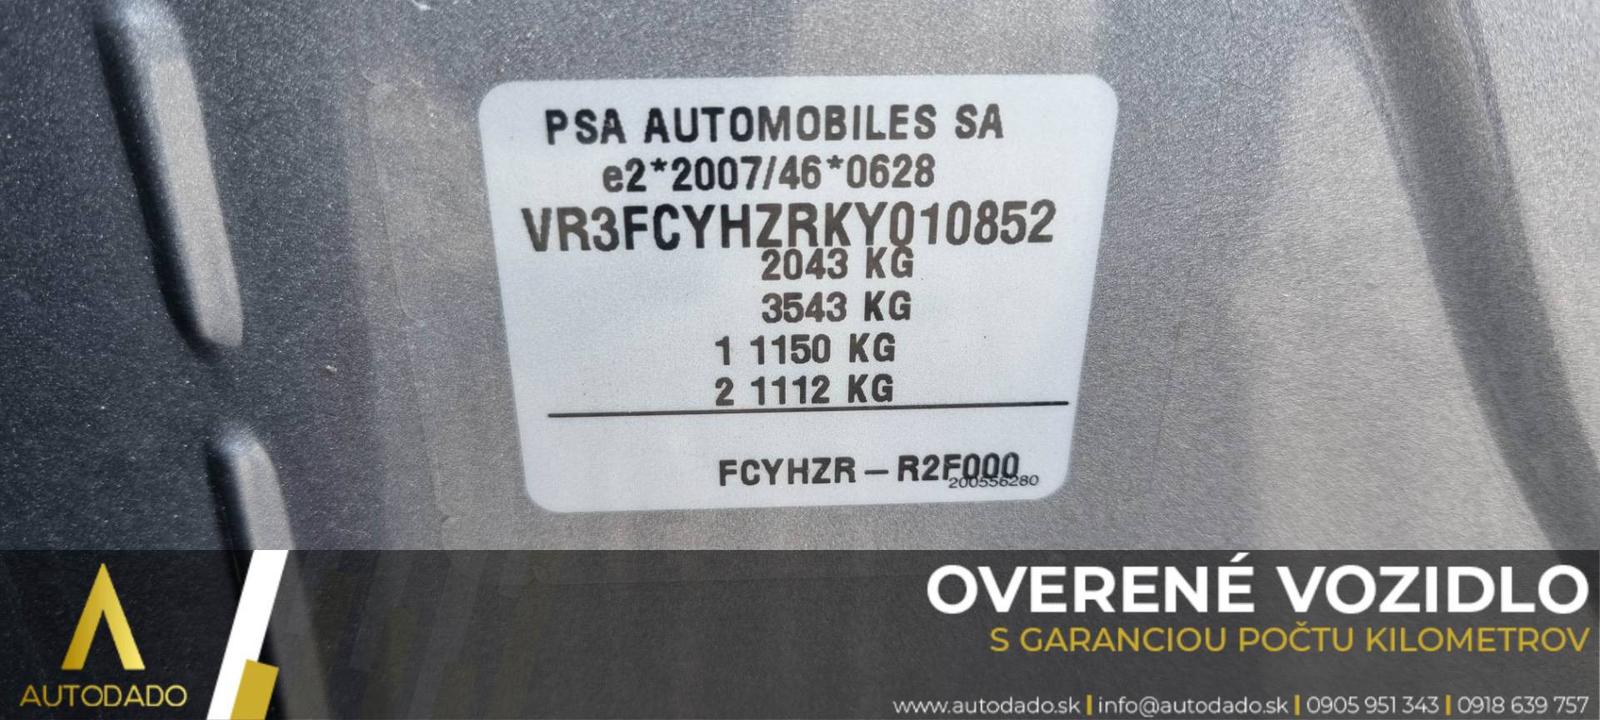 PSA AUTOMOBILES SA
e2*2007/46*0628
VR3FCYHZRKY010852
2043 KG
3543 KG
1 1150 KG
2 1112 KG
FCYHZR – R2F000
200556280
AUTODADO
OVERENÉ VOZIDLO
S GARANCIOU POČTU KILOMETROV
www.autodado.sk | info@autodado.sk | 0905 951 343 | 0918 639 757